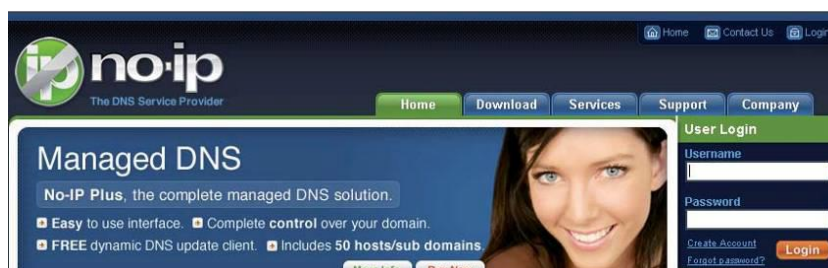 Home Contact Us Login
ip no·ip
The DNS Service Provider
Home Download Services Support Company
Managed DNS
No-IP Plus, the complete managed DNS solution.
Easy to use interface. Complete control over your domain.
FREE dynamic DNS update client. Includes 50 hosts/sub domains.
User Login
Username
Password
Create Account
Forgot password?
Login